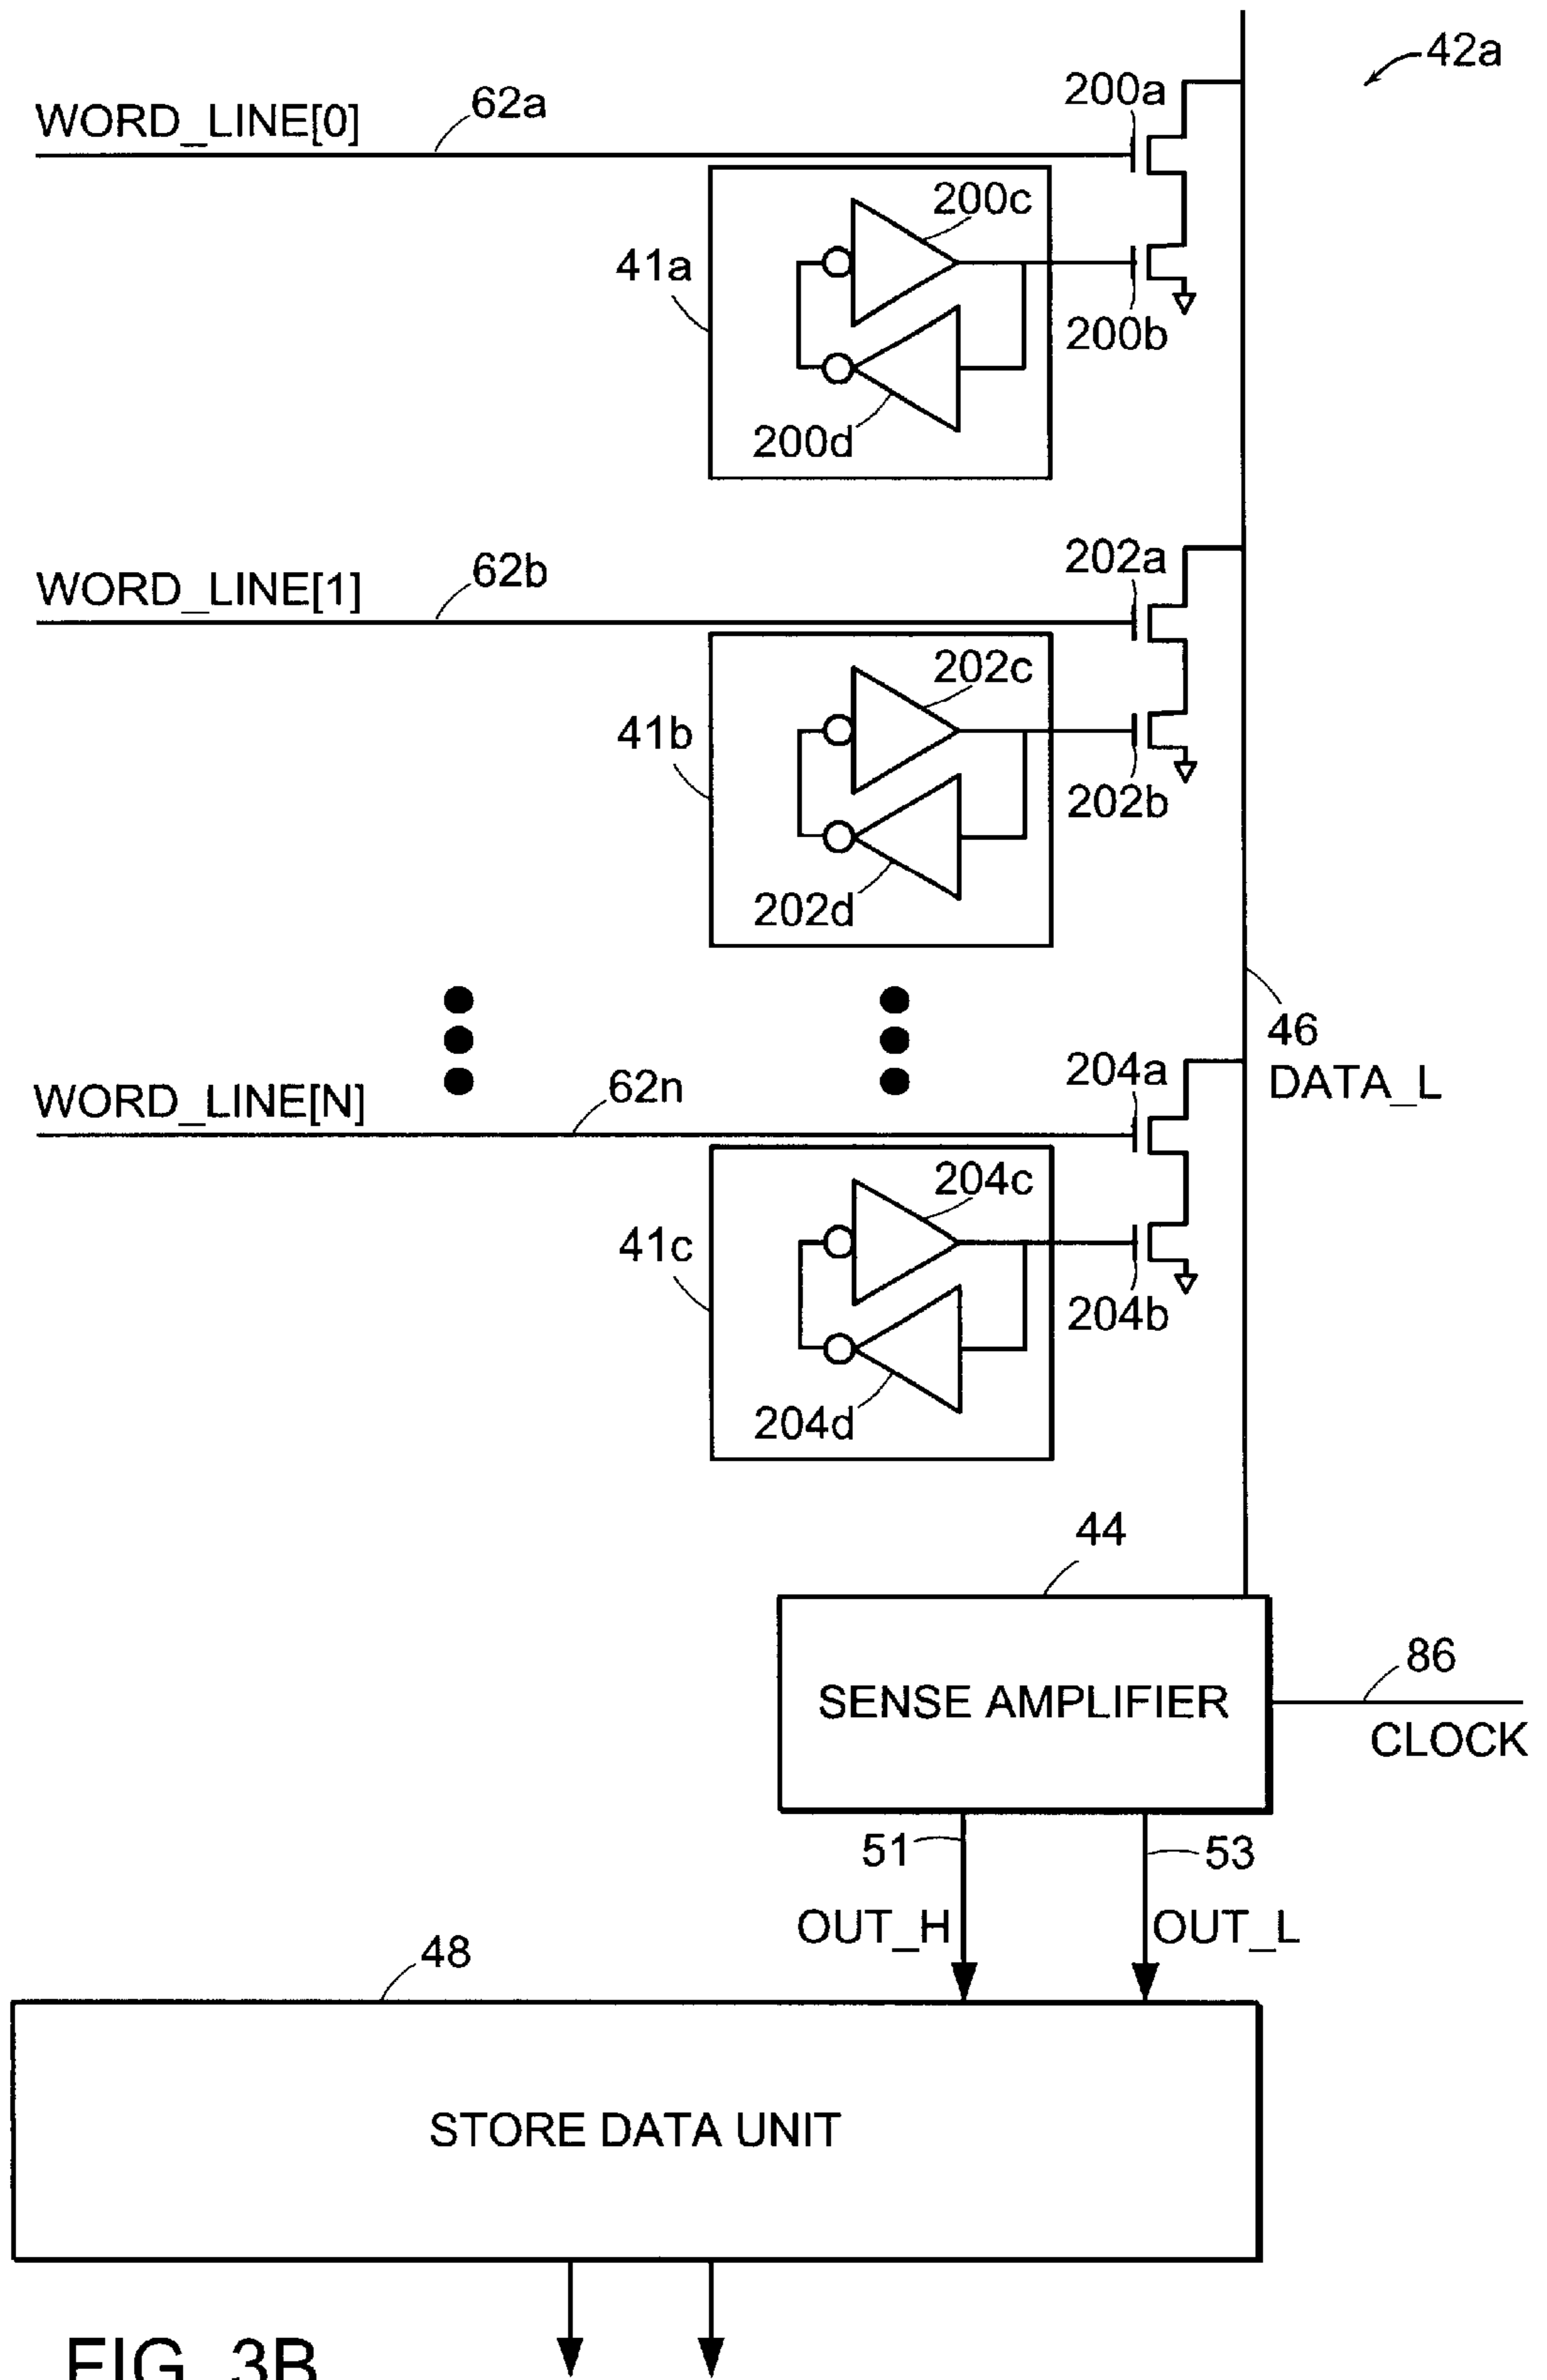 42a
200a
62a
WORD_LINE[0]
200c
41a
200b
200d
202a
62b
WORD_LINE[1]
202c
41b
202b
202d
46
DATA_L
204a
62n
WORD_LINE[N]
204c
41c
204b
204d
44
SENSE AMPLIFIER
86
CLOCK
51
53
OUT_H
OUT_L
48
STORE DATA UNIT
FIG. 3B